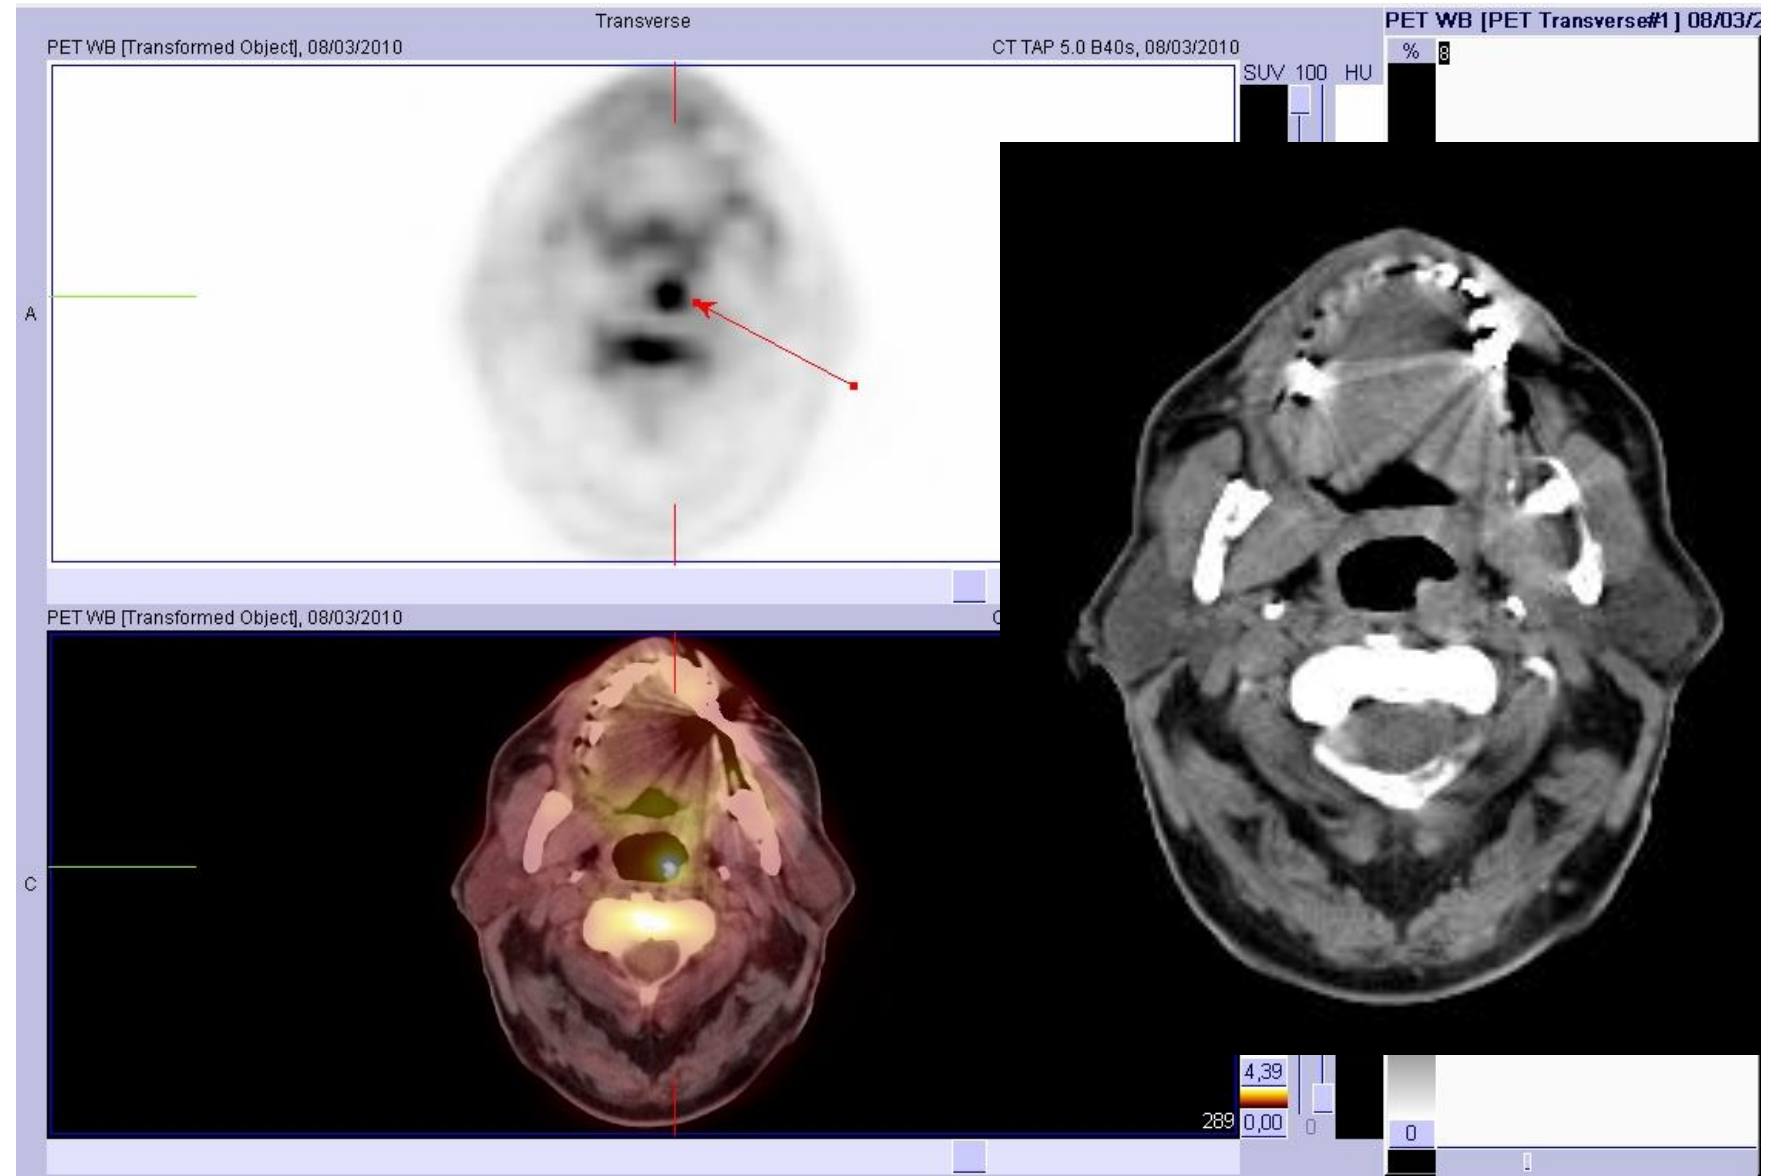 Transverse
PET WB [PET Transverse#1] 08/03/2
PET WB [Transformed Object], 08/03/2010
CT TAP 5.0 B40s, 08/03/2010
SUV 100 HU
% 8
A
PET WB [Transformed Object], 08/03/2010
C
4,39
289 0,00 0
0